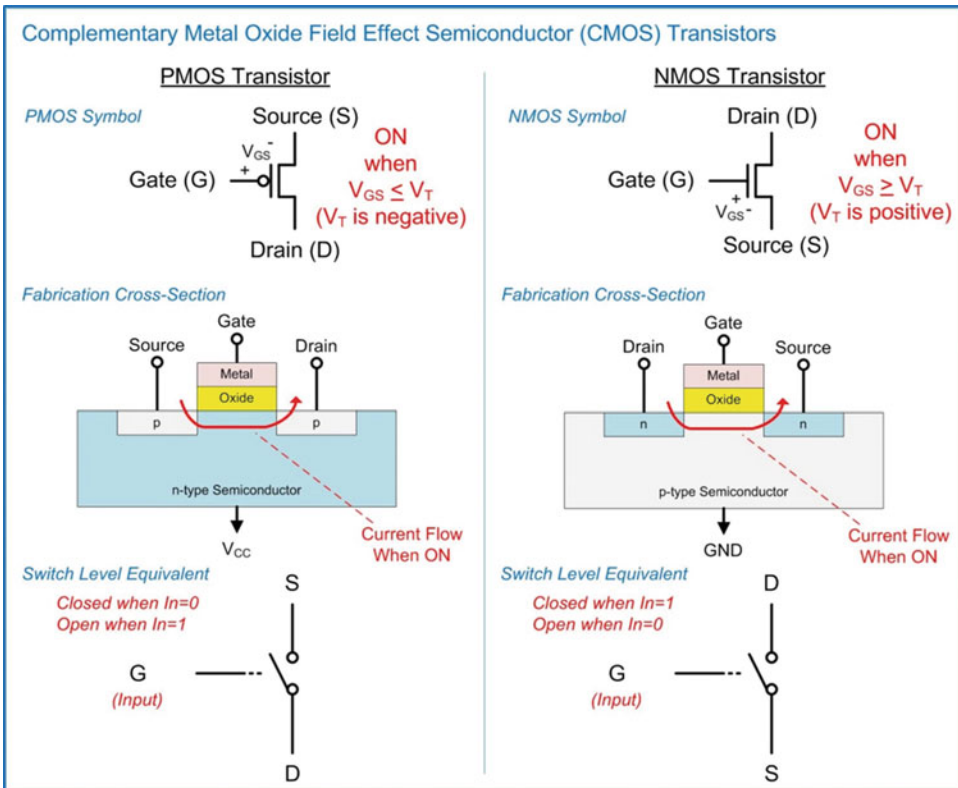 Complementary Metal Oxide Field Effect Semiconductor (CMOS) Transistors
PMOS Transistor
PMOS Symbol
Source (S)
VGS
-
+
Gate (G)
Drain (D)
ON
when
VGS ≤ VT
(VT is negative)
Fabrication Cross-Section
Gate
Source
Drain
Metal
Oxide
p
p
n-type Semiconductor
VCC
Current Flow
When ON
Switch Level Equivalent
Closed when In=0
Open when In=1
S
G
(Input)
D
NMOS Transistor
NMOS Symbol
Drain (D)
Gate (G)
+
VGS-
Source (S)
ON
when
VGS ≥ VT
(VT is positive)
Fabrication Cross-Section
Gate
Drain
Source
Metal
Oxide
n
n
p-type Semiconductor
GND
Current Flow
When ON
Switch Level Equivalent
Closed when In=1
Open when In=0
D
G
(Input)
S